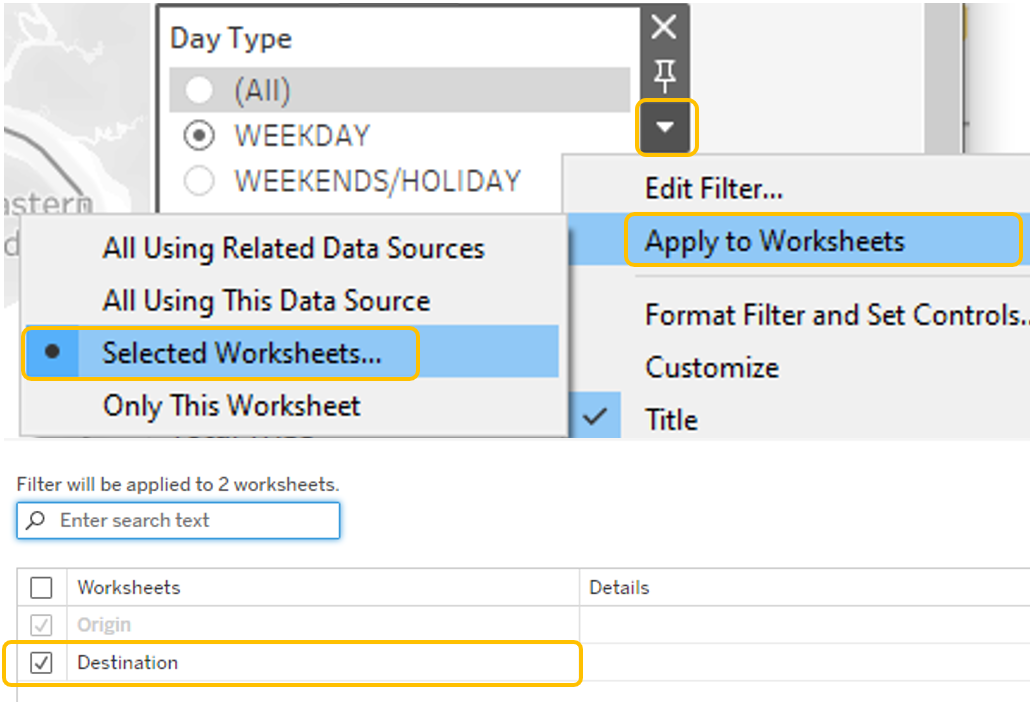 Day Type
(All)
WEEKDAY
WEEKENDS/HOLIDAY
Edit Filter...
Apply to Worksheets
Format Filter and Set Controls..
Customize
Title
All Using Related Data Sources
All Using This Data Source
Selected Worksheets...
Only This Worksheet
Filter will be applied to 2 worksheets.
Enter search text
Worksheets Details
Origin
Destination